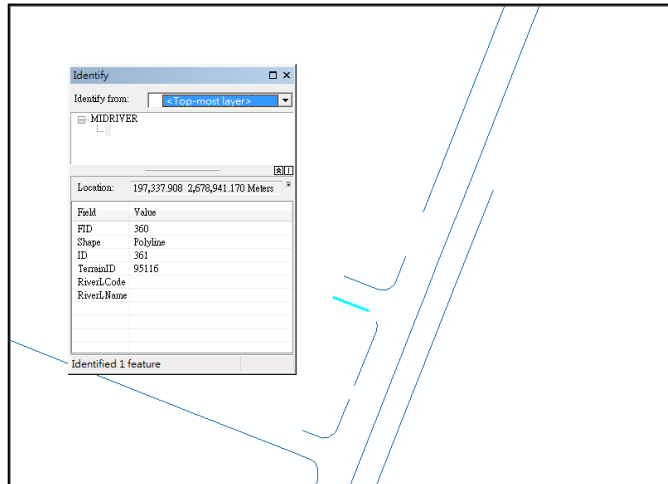 Identify
Identify from: <Top-most layer>
MIDRIVER
Location: 197,337.908 2,678,941.170 Meters
Field Value
FID 360
Shape Polyline
ID 361
TerrainID 95116
RiverLCode
RiverLName
Identified 1 feature